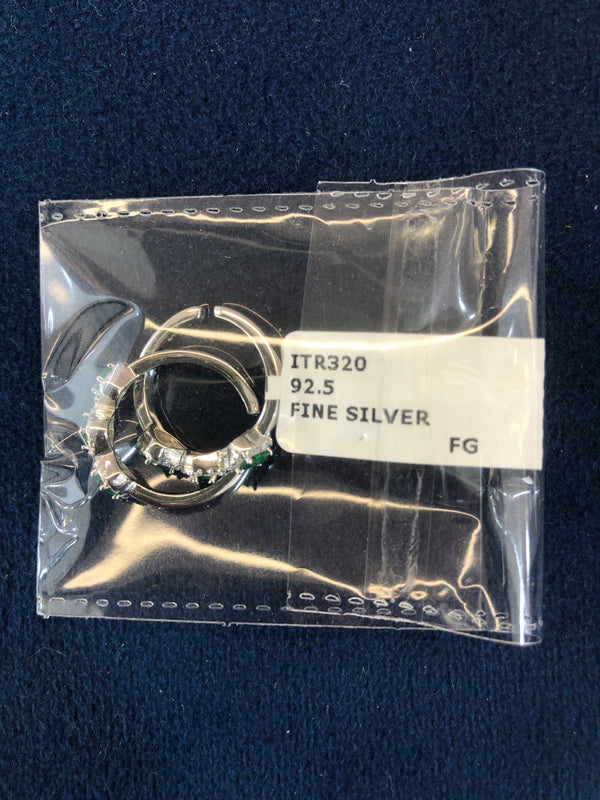 ITR320
92.5
FINE SILVER
FG